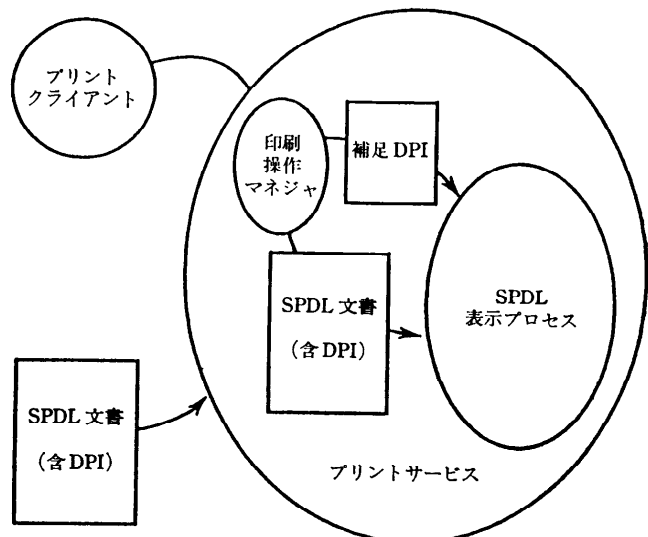 プリント
クライアント
印刷
操作
マネジャ
補足 DPI
SPDL 文書
(含 DPI)
SPDL
表示プロセス
SPDL 文書
(含 DPI)
プリントサービス